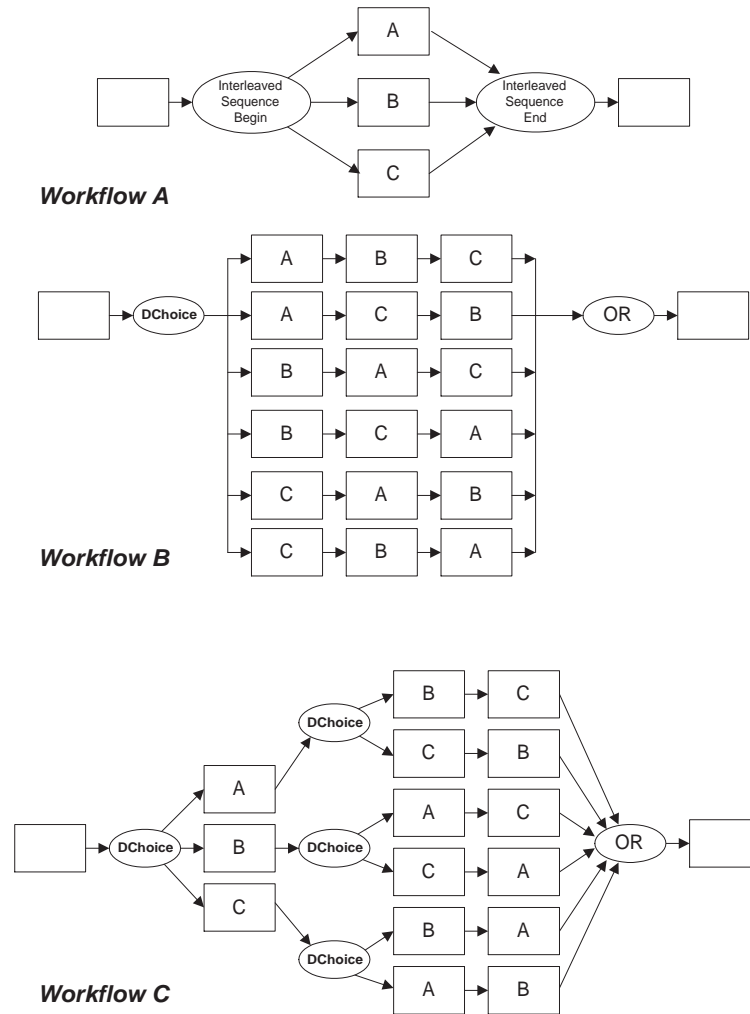 A
Interleaved
Sequence
Begin
B
Interleaved
Sequence
End
C
Workflow A
A B C
DChoice A C B OR
B A C
B C A
C A B
C B A
Workflow B
B C
DChoice
C B
A
A C
DChoice B DChoice OR
C A
C
B A
DChoice
A B
Workflow C